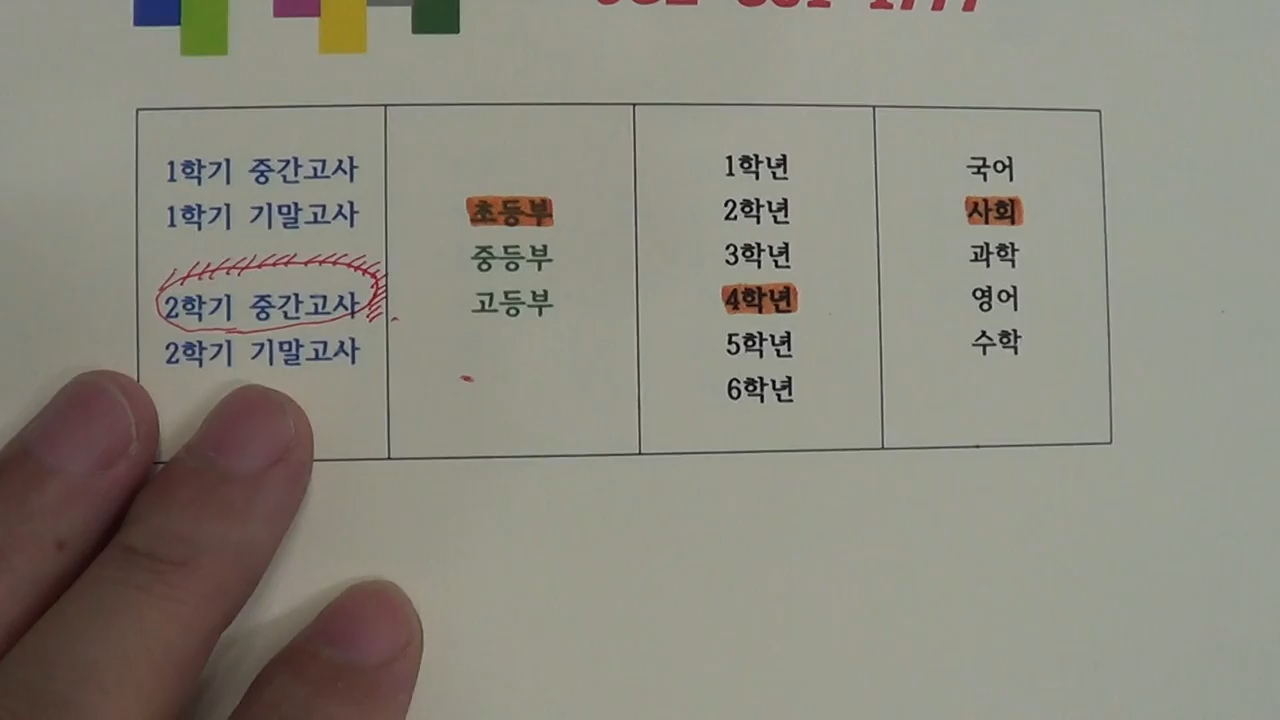 1학기 중간고사
1학기 기말고사
2학기 중간고사
2학기 기말고사
초등부
중등부
고등부
1학년
2학년
3학년
4학년
5학년
6학년
국어
사회
과학
영어
수학